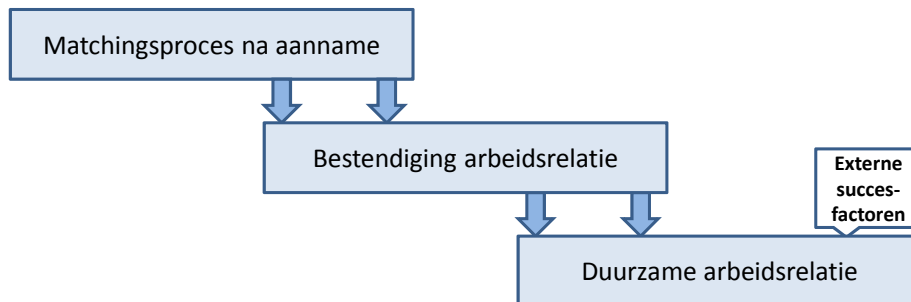 Matchingsproces na aanname
Bestendiging arbeidsrelatie
Externe
succes-
factoren
Duurzame arbeidsrelatie